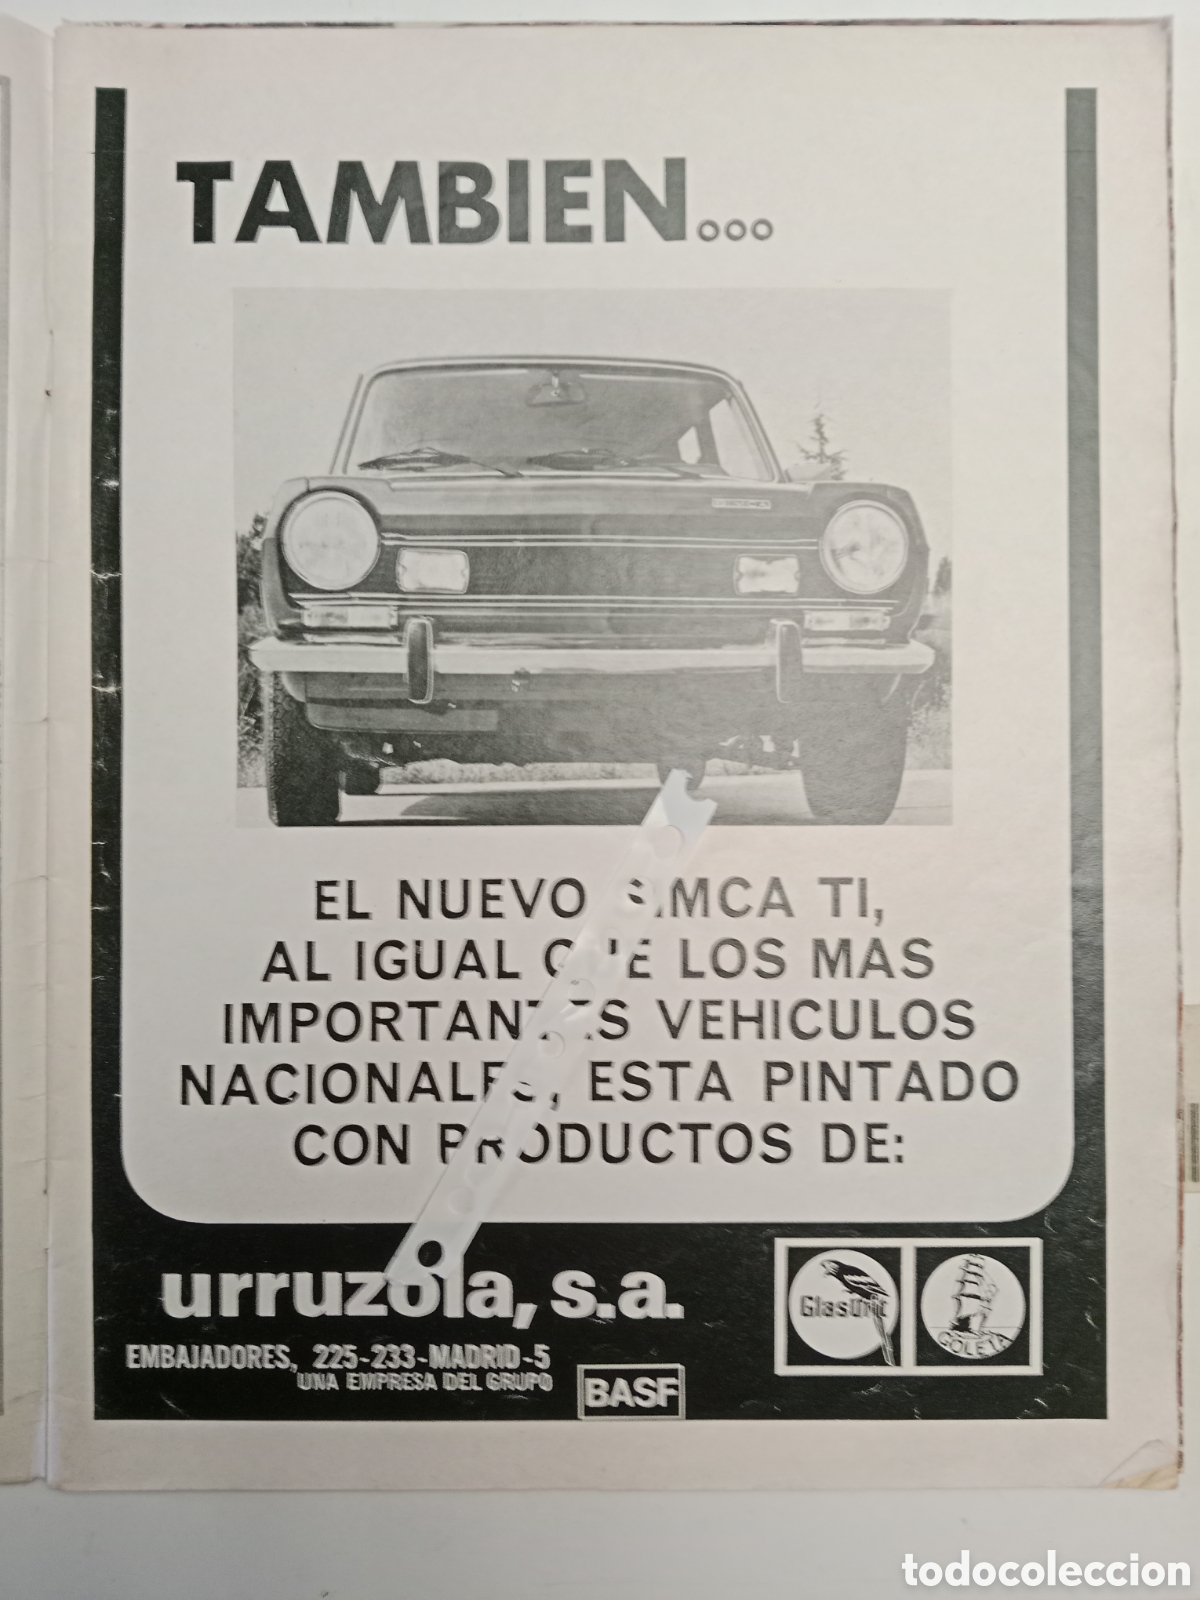 TAMBIEN...
EL NUEVO SIMCA TI,
AL IGUAL QUE LOS MAS
IMPORTANTES VEHICULOS
NACIONALES, ESTA PINTADO
CON PRODUCTOS DE:
urruzola, s.a.
EMBAJADORES, 225-233-MADRID-5
UNA EMPRESA DEL GRUPO
BASF
Glasurit
GOLETA
todocoleccion